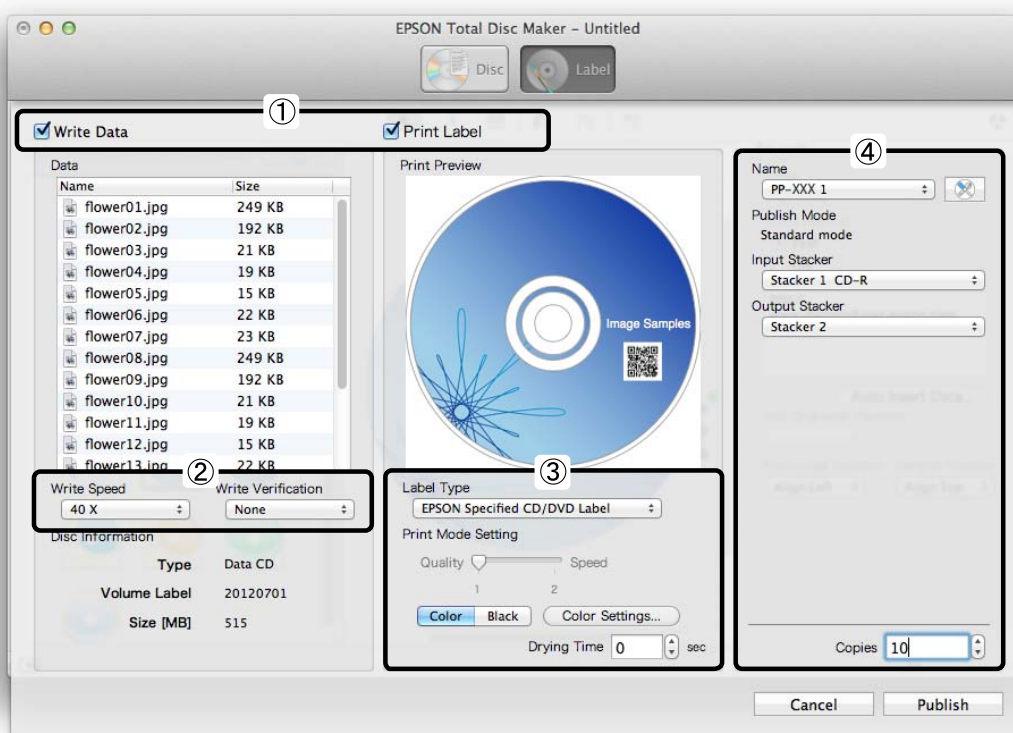 EPSON Total Disc Maker – Untitled
Disc
Label
①
Write Data
Print Label
Data
Name Size
flower01.jpg 249 KB
flower02.jpg 192 KB
flower03.jpg 21 KB
flower04.jpg 19 KB
flower05.jpg 15 KB
flower06.jpg 22 KB
flower07.jpg 23 KB
flower08.jpg 249 KB
flower09.jpg 192 KB
flower10.jpg 21 KB
flower11.jpg 19 KB
flower12.jpg 15 KB
flower13.jpg 22 KB
②
Write Speed Write Verification
40 X None
Disc Information
Type Data CD
Volume Label 20120701
Size [MB] 515
Print Preview
Image Samples
③
Label Type
EPSON Specified CD/DVD Label
Print Mode Setting
Quality Speed
1 2
Color Black Color Settings...
Drying Time 0 sec
④
Name
PP-XXX 1
Publish Mode
Standard mode
Input Stacker
Stacker 1 CD-R
Output Stacker
Stacker 2
Copies 10
Cancel Publish